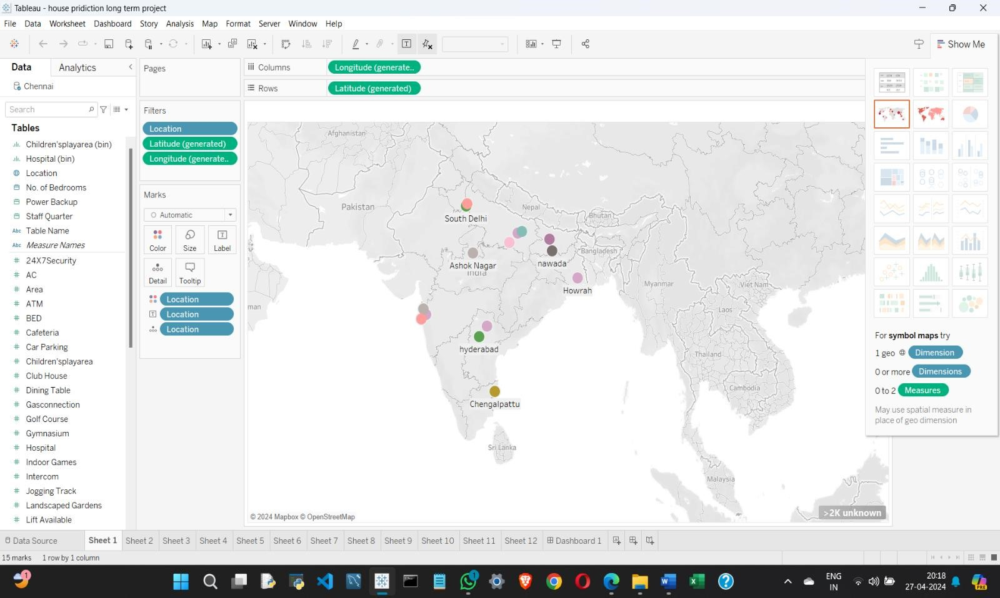 Tableau - house pridiction long term project
File Data Worksheet Dashboard Story Analysis Map Format Server Window Help
Show Me
Data
Analytics
Chennai
Search
Tables
Children'splayarea (bin)
Hospital (bin)
Location
No. of Bedrooms
Power Backup
Staff Quarter
Abc Table Name
Abc Measure Names
24X7Security
AC
Area
ATM
BED
Cafeteria
Car Parking
Children'splayarea
Club House
Dining Table
Gasconnection
Golf Course
Gymnasium
Hospital
Indoor Games
Intercom
Jogging Track
Landscaped Gardens
Lift Available
Pages
Filters
Location
Latitude (generated)
Longitude (generate..
Marks
Automatic
Color
Size
Label
Detail
Tooltip
Location
Location
Location
Columns
Longitude (generate..
Rows
Latitude (generated)
Afghanistan
Pakistan
Nepal
Bhutan
South Delhi
Bangladesh
Ashok Nagar
India
nawada
Howrah
Myanmar
Viet Nam
Laos
man
hyderabad
Thailand
Cambodia
Chengalpattu
Sri Lanka
Malaysia
© 2024 Mapbox © OpenStreetMap
>2K unknown
For symbol maps try
1 geo Dimension
0 or more Dimensions
0 to 2 Measures
May use spatial measure in
place of geo dimension
Data Source
Sheet 1
Sheet 2
Sheet 3
Sheet 4
Sheet 5
Sheet 6
Sheet 7
Sheet 8
Sheet 9
Sheet 10
Sheet 11
Sheet 12
Dashboard 1
15 marks 1 row by 1 column
1
1
ENG
IN
20:18
27-04-2024
PRE